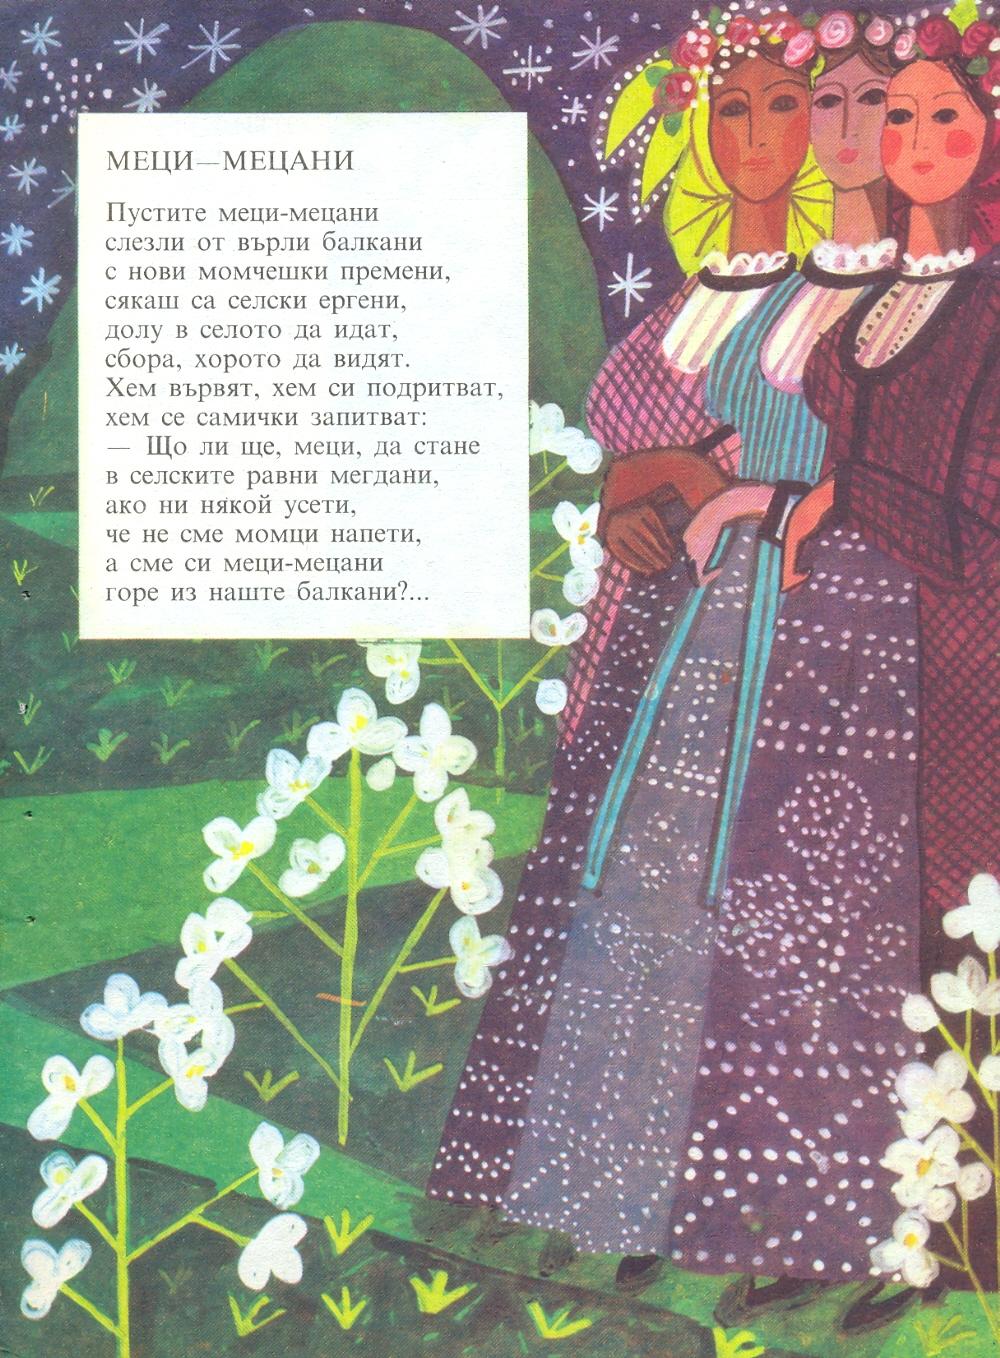 МЕЦИ—МЕЦАНИ
Пустите меци-мецани
слезли от върли балкани
с нови момчешки премени,
сякаш са селски ергени,
долу в селото да идат,
сбора, хорото да видят.
Хем вървят, хем си подритват,
хем се самички запитват:
— Що ли ще, меци, да стане
в селските равни мегдани,
ако ни някой усети,
че не сме момци напети,
а сме си меци-мецани
горе из наште балкани?...